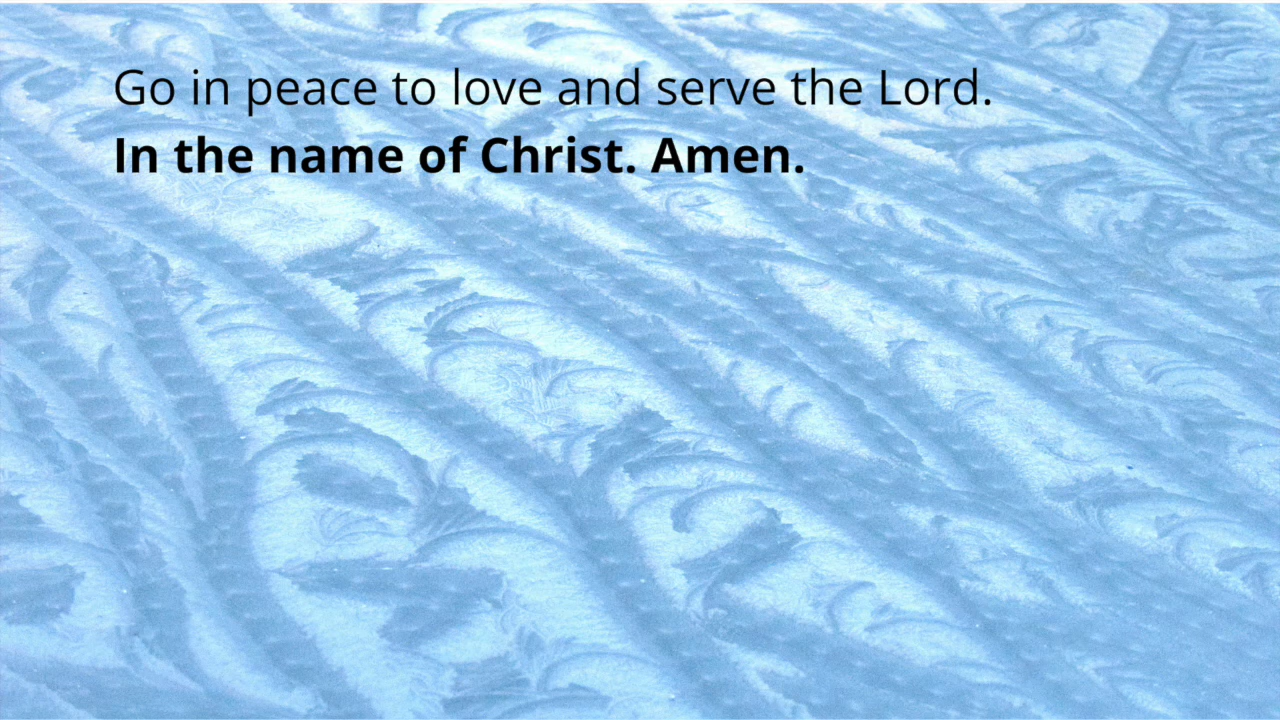 Go in peace to love and serve the Lord.
In the name of Christ. Amen.